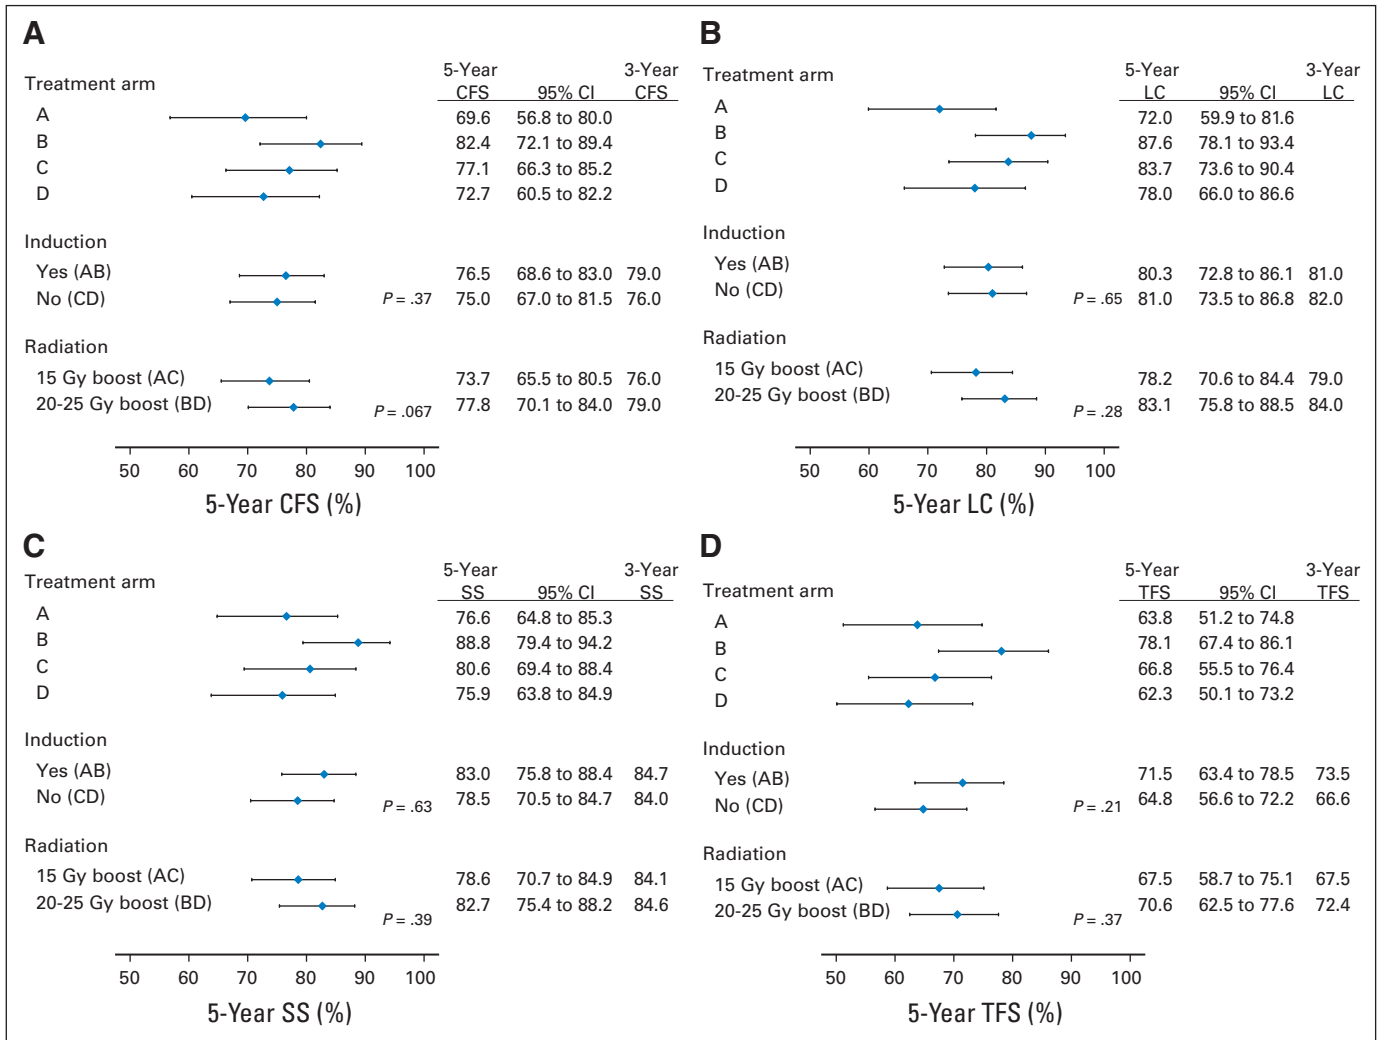 A
5-Year 3-Year
Treatment arm CFS 95% CI CFS
A 69.6 56.8 to 80.0
B 82.4 72.1 to 89.4
C 77.1 66.3 to 85.2
D 72.7 60.5 to 82.2
Induction
Yes (AB) 76.5 68.6 to 83.0 79.0
No (CD) P = .37 75.0 67.0 to 81.5 76.0
Radiation
15 Gy boost (AC) 73.7 65.5 to 80.5 76.0
20-25 Gy boost (BD) P = .067 77.8 70.1 to 84.0 79.0
50 60 70 80 90 100
5-Year CFS (%)
B
5-Year 3-Year
Treatment arm LC 95% CI LC
A 72.0 59.9 to 81.6
B 87.6 78.1 to 93.4
C 83.7 73.6 to 90.4
D 78.0 66.0 to 86.6
Induction
Yes (AB) 80.3 72.8 to 86.1 81.0
No (CD) P = .65 81.0 73.5 to 86.8 82.0
Radiation
15 Gy boost (AC) 78.2 70.6 to 84.4 79.0
20-25 Gy boost (BD) P = .28 83.1 75.8 to 88.5 84.0
50 60 70 80 90 100
5-Year LC (%)
C
5-Year 3-Year
Treatment arm SS 95% CI SS
A 76.6 64.8 to 85.3
B 88.8 79.4 to 94.2
C 80.6 69.4 to 88.4
D 75.9 63.8 to 84.9
Induction
Yes (AB) 83.0 75.8 to 88.4 84.7
No (CD) P = .63 78.5 70.5 to 84.7 84.0
Radiation
15 Gy boost (AC) 78.6 70.7 to 84.9 84.1
20-25 Gy boost (BD) P = .39 82.7 75.4 to 88.2 84.6
50 60 70 80 90 100
5-Year SS (%)
D
5-Year 3-Year
Treatment arm TFS 95% CI TFS
A 63.8 51.2 to 74.8
B 78.1 67.4 to 86.1
C 66.8 55.5 to 76.4
D 62.3 50.1 to 73.2
Induction
Yes (AB) 71.5 63.4 to 78.5 73.5
No (CD) P = .21 64.8 56.6 to 72.2 66.6
Radiation
15 Gy boost (AC) 67.5 58.7 to 75.1 67.5
20-25 Gy boost (BD) P = .37 70.6 62.5 to 77.6 72.4
50 60 70 80 90 100
5-Year TFS (%)